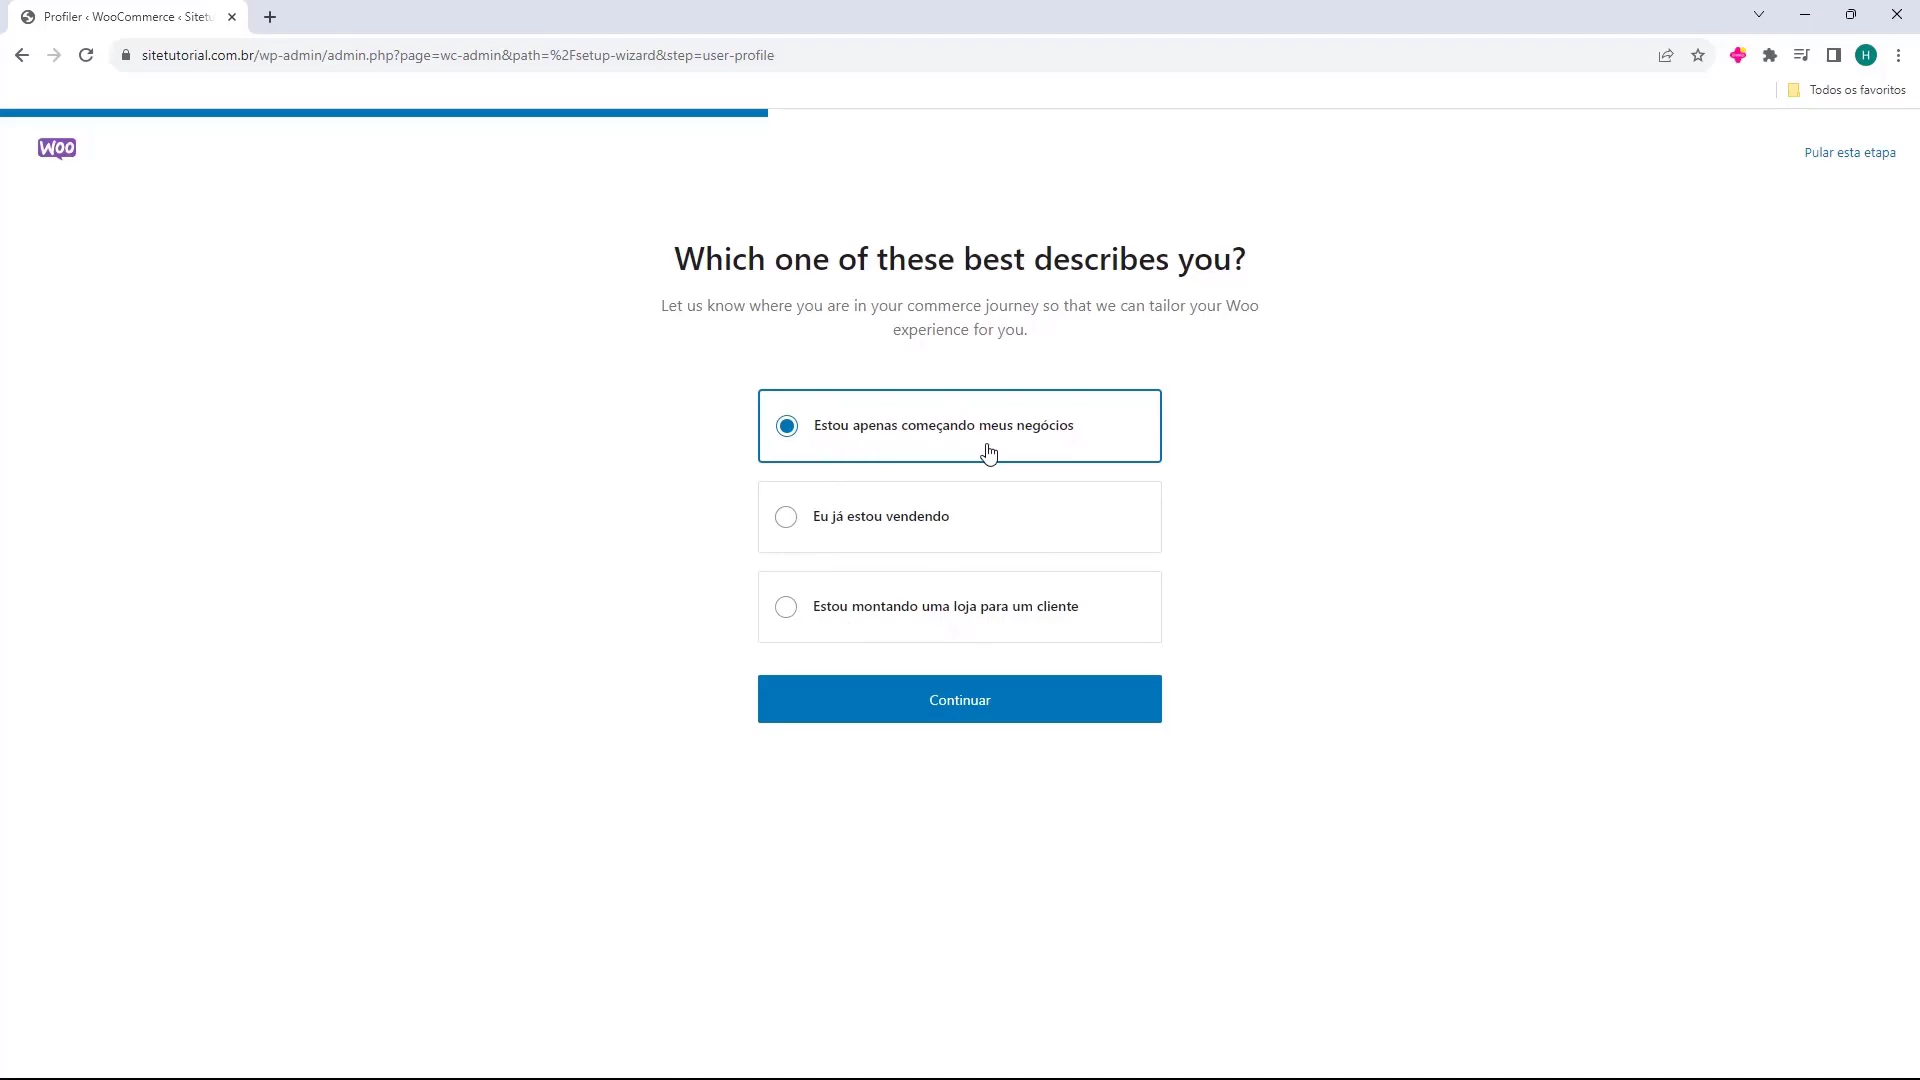 Profiler ‹ WooCommerce ‹ Sitetu
sitetutorial.com.br/wp-admin/admin.php?page=wc-admin&path=%2Fsetup-wizard&step=user-profile
H
Todos os favoritos
WOO
Pular esta etapa
Which one of these best describes you?
Let us know where you are in your commerce journey so that we can tailor your Woo
experience for you.
Estou apenas começando meus negócios
Eu já estou vendendo
Estou montando uma loja para um cliente
Continuar